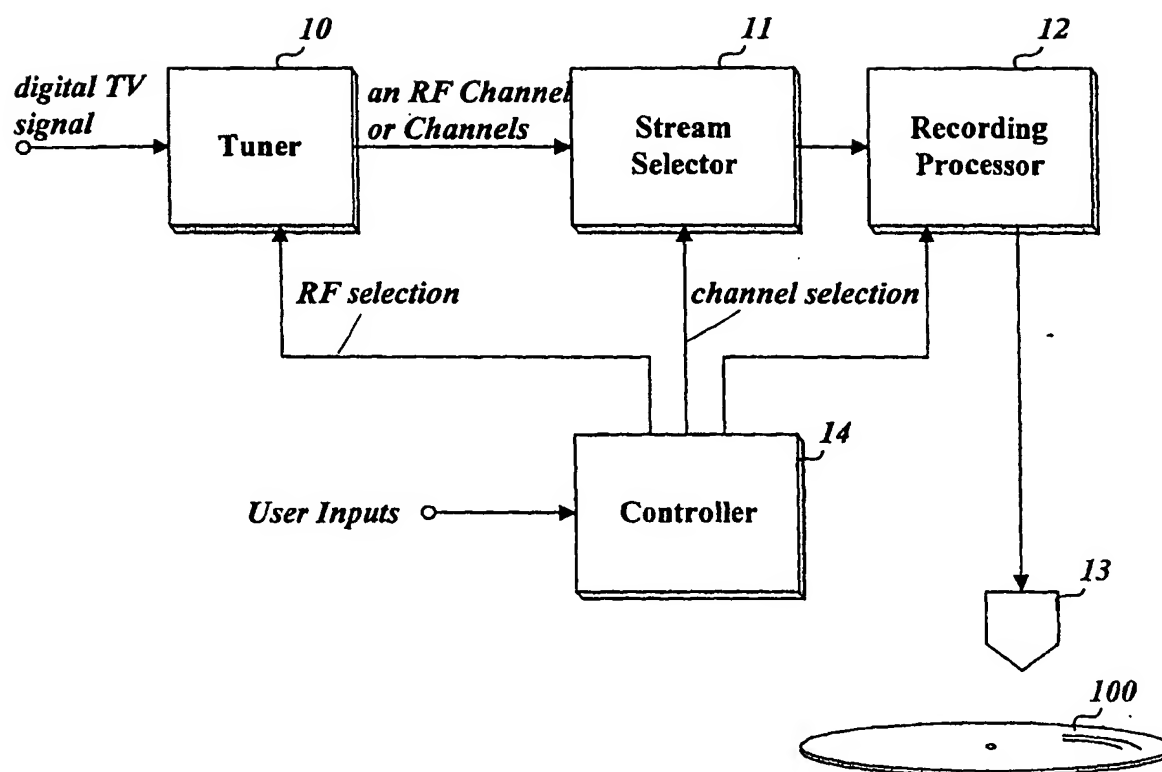 10
11
12
digital TV
signal
an RF Channel
or Channels
Tuner
Stream
Selector
Recording
Processor
RF selection
channel selection
14
User Inputs
Controller
13
100